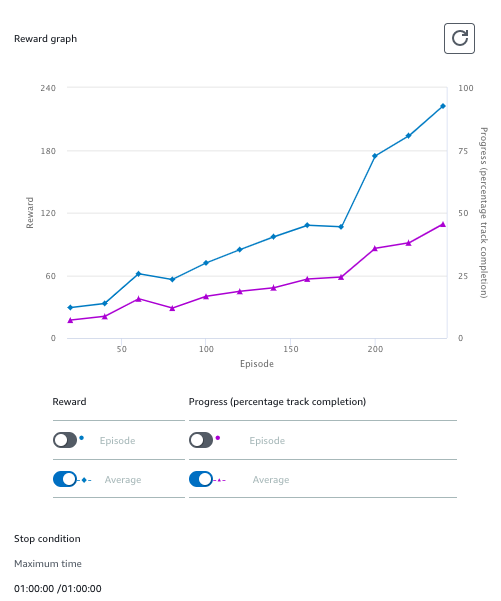 Reward graph
240
180
120
60
0
Reward
100
75
50
25
0
Progress (percentage track completion)
50
100
150
200
Episode
Reward Progress (percentage track completion)
Episode Episode
Average Average
Stop condition
Maximum time
01:00:00 /01:00:00